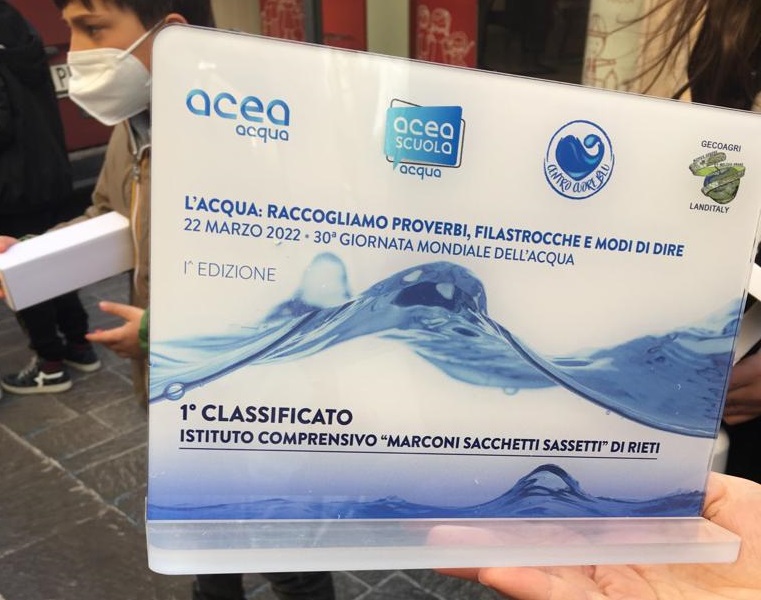 acea
acqua
acea
SCUOLA
acqua
CENTRO CUORE BLU
GECOAGRI
LANDITALY
L'ACQUA: RACCOGLIAMO PROVERBI, FILASTROCCHE E MODI DI DIRE
22 MARZO 2022 • 30ª GIORNATA MONDIALE DELL'ACQUA
I^ EDIZIONE
1° CLASSIFICATO
ISTITUTO COMPRENSIVO “MARCONI SACCHETTI SASSETTI” DI RIETI